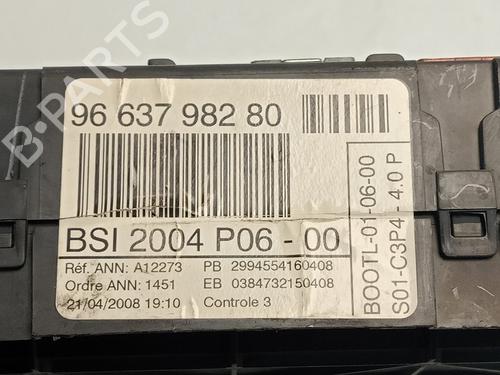 B-PARTS
96 637 982 80
BSI 2004 P06 - 00
Réf. ANN: A12273 PB 2994554160408
Ordre ANN: 1451 EB 0384732150408
21/04/2008 19:10 Controle 3
BOOTL-01-06-00
S01-C3P4 - 4.0 P